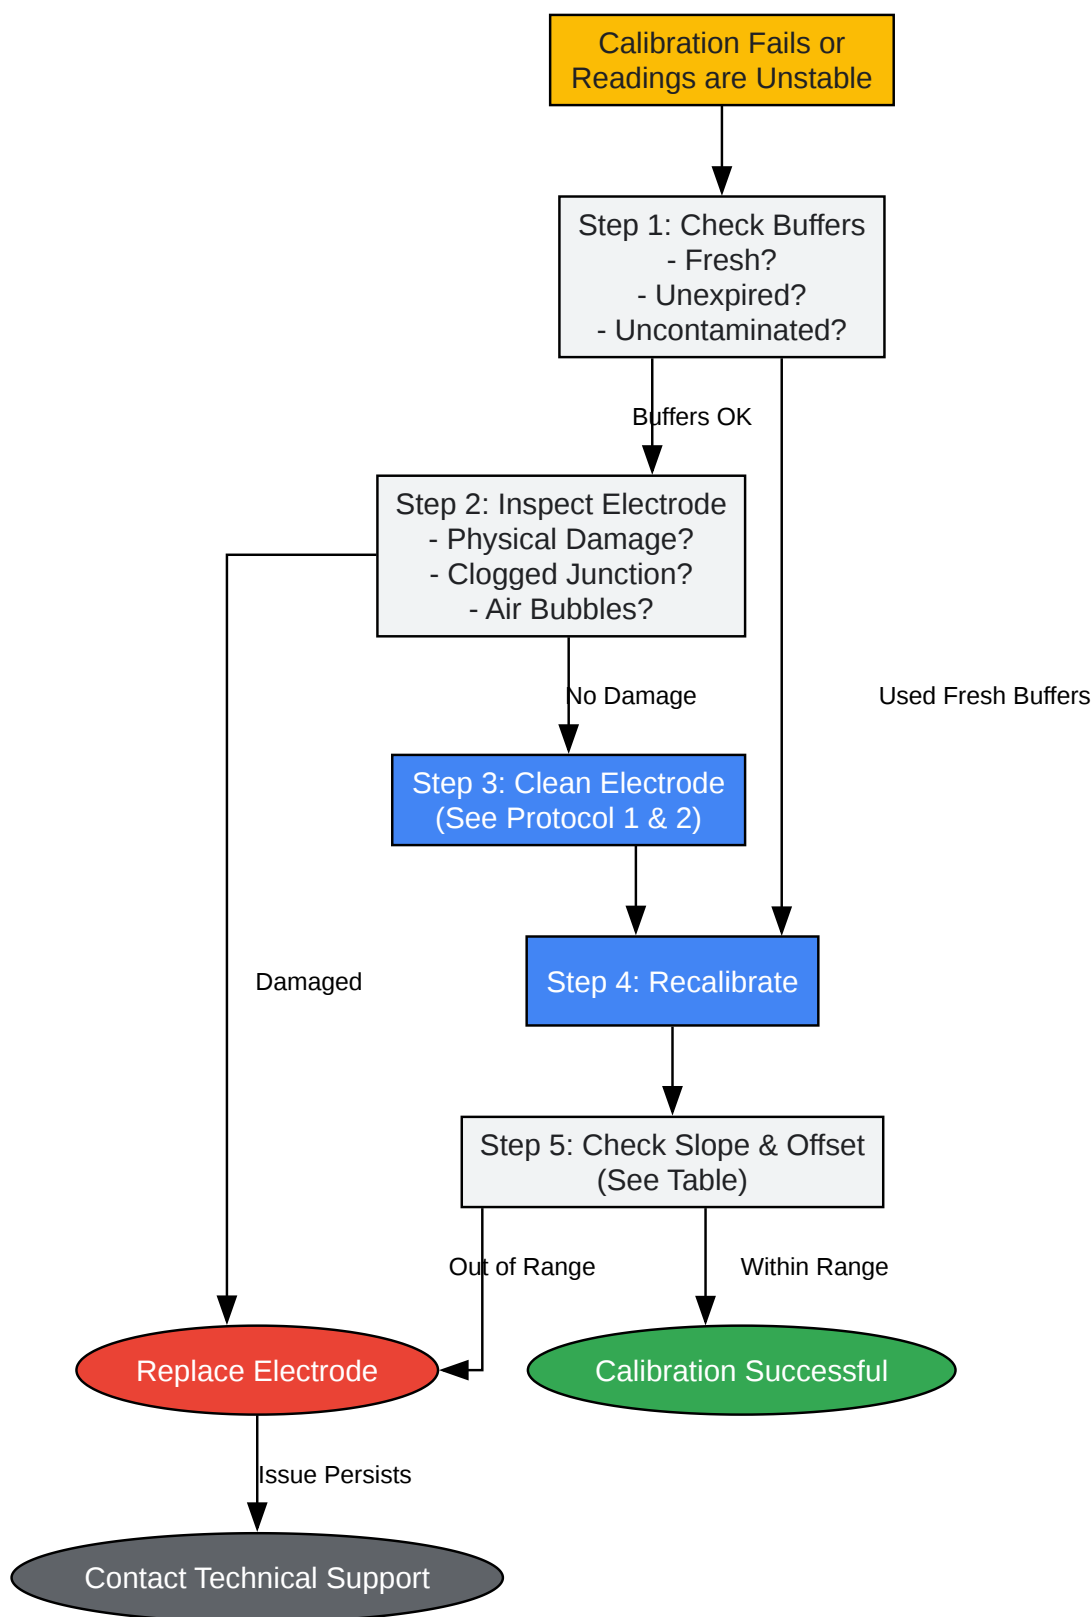 Calibration Fails or
Readings are Unstable
Step 1: Check Buffers
- Fresh?
- Unexpired?
- Uncontaminated?
Buffers OK
Step 2: Inspect Electrode
- Physical Damage?
- Clogged Junction?
- Air Bubbles?
No Damage
Used Fresh Buffers
Step 3: Clean Electrode
(See Protocol 1 & 2)
Damaged
Step 4: Recalibrate
Step 5: Check Slope & Offset
(See Table)
Out of Range
Within Range
Replace Electrode
Calibration Successful
Issue Persists
Contact Technical Support